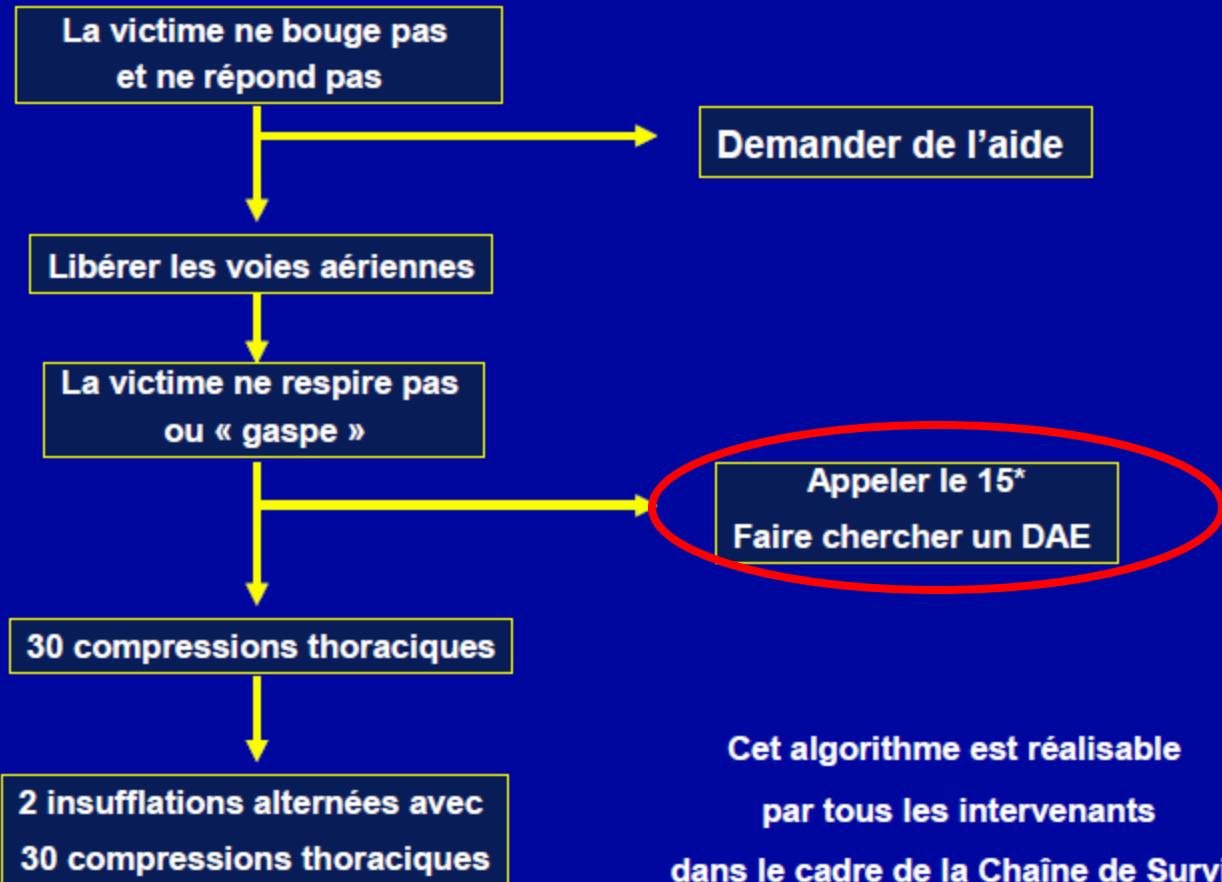 La victime ne bouge pas
et ne répond pas
Demander de l'aide
Libérer les voies aériennes
La victime ne respire pas
ou « gaspe »
Appeler le 15*
Faire chercher un DAE
30 compressions thoraciques
2 insufflations alternées avec
30 compressions thoraciques
Cet algorithme est réalisable
par tous les intervenants
dans le cadre de la Chaîne de